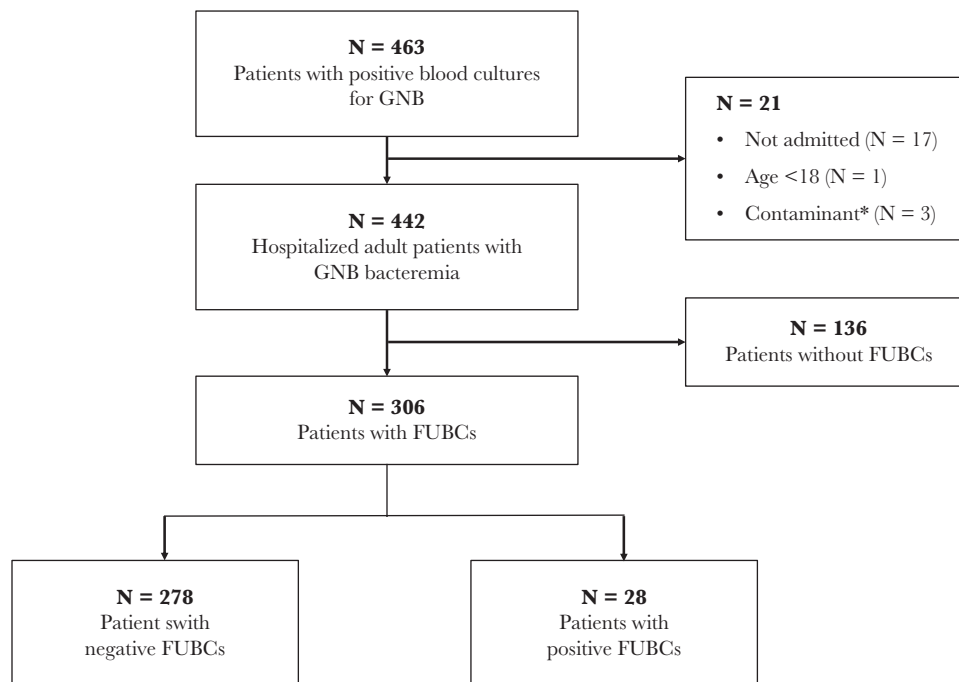 N = 463
Patients with positive blood cultures
for GNB
N = 21
• Not admitted (N = 17)
• Age <18 (N = 1)
• Contaminant* (N = 3)
N = 442
Hospitalized adult patients with
GNB bacteremia
N = 136
Patients without FUBCs
N = 306
Patients with FUBCs
N = 278
Patient swith
negative FUBCs
N = 28
Patients with
positive FUBCs